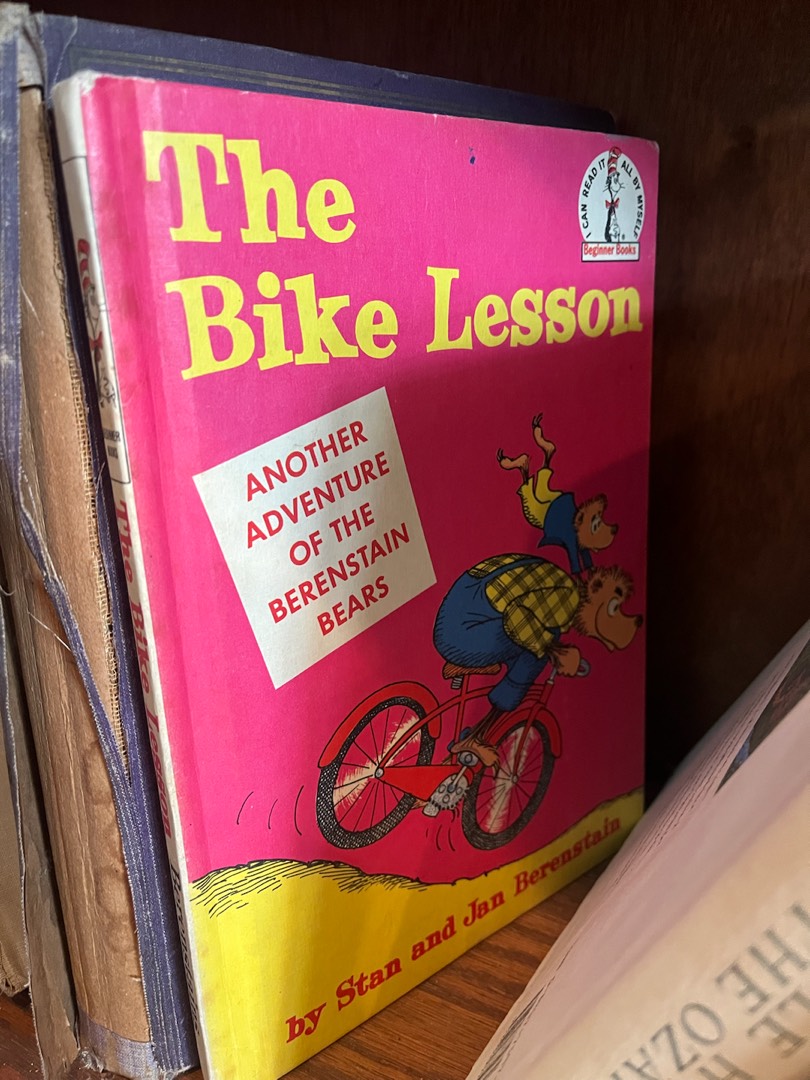 The
Bike Lesson
I CAN READ IT ALL BY MYSELF
Beginner Books
ANOTHER
ADVENTURE
OF THE
BERENSTAIN
BEARS
by Stan and Jan Berenstain
The Bike Lesson
THE